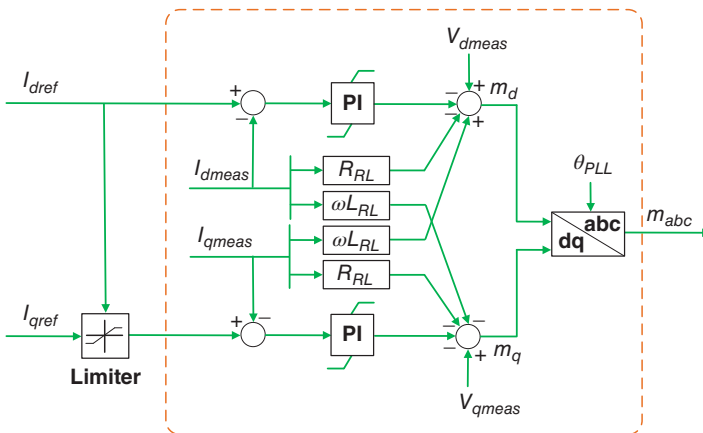 V_dmeas
I_dref
+
−
PI
−
+
m_d
−
+
I_dmeas
R_RL
θ_PLL
ωL_RL
abc
m_abc
I_qmeas
ωL_RL
dq
R_RL
I_qref
+
−
PI
−
−
−
+
m_q
Limiter
V_qmeas